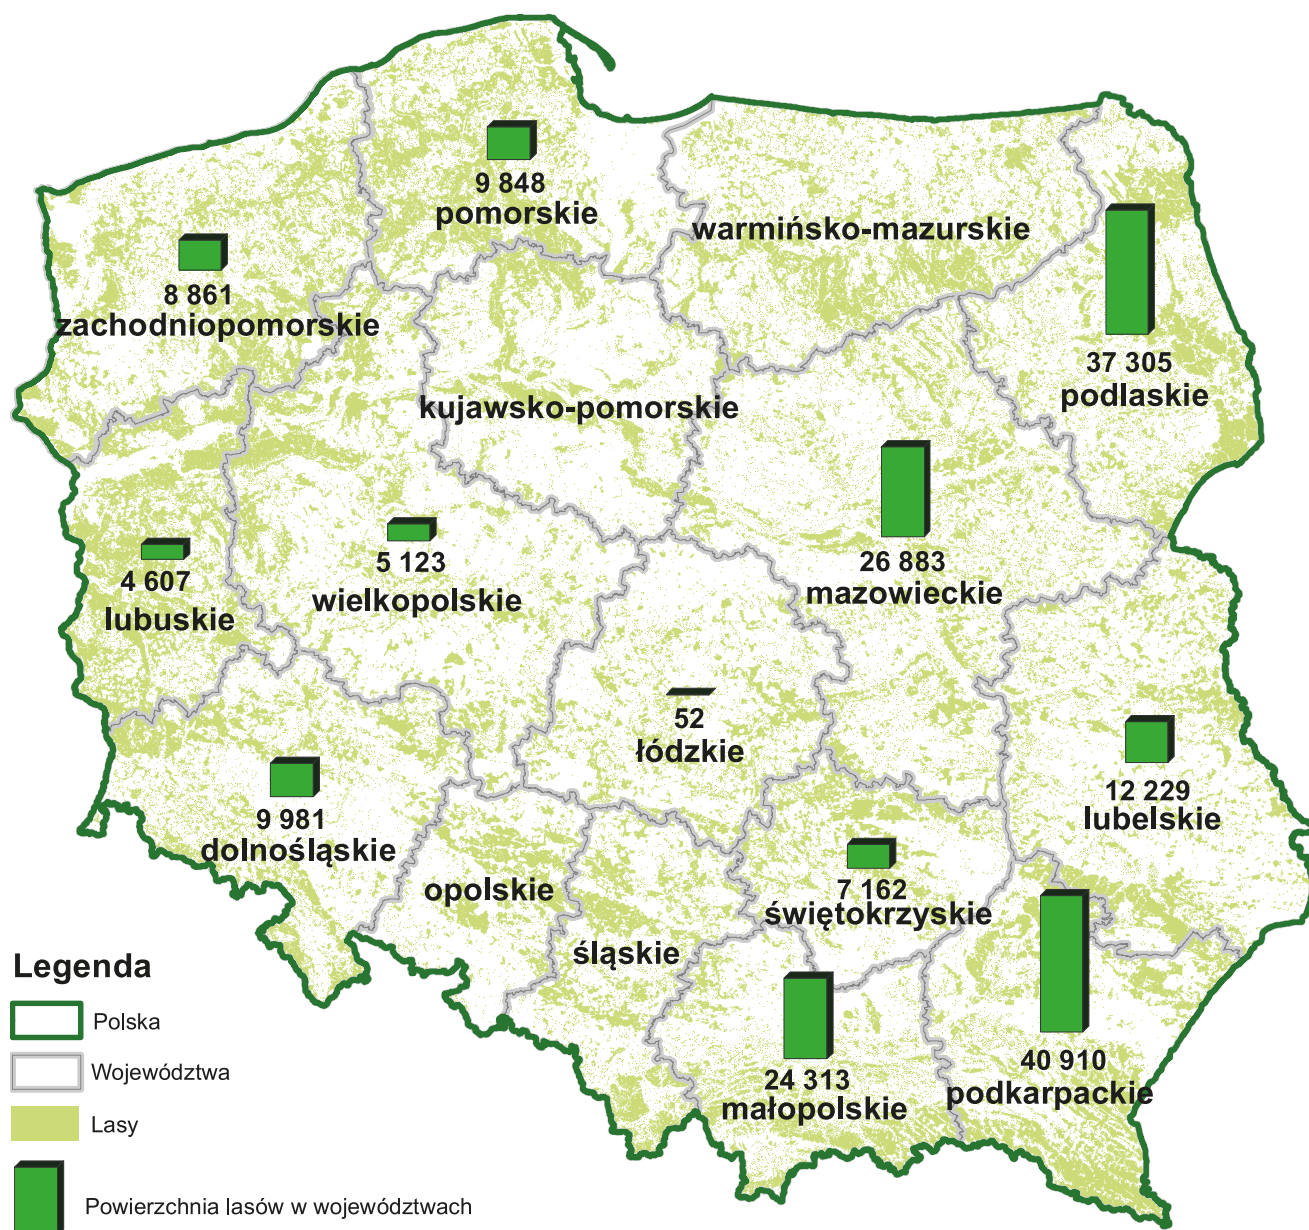 9 848
pomorskie
warmińsko-mazurskie
8 861
zachodniopomorskie
37 305
podlaskie
kujawsko-pomorskie
26 883
mazowieckie
5 123
wielkopolskie
4 607
lubuskie
52
łódzkie
12 229
lubelskie
9 981
dolnośląskie
opolskie
7 162
świętokrzyskie
śląskie
24 313
małopolskie
40 910
podkarpackie
Legenda
Polska
Województwa
Lasy
Powierzchnia lasów w województwach